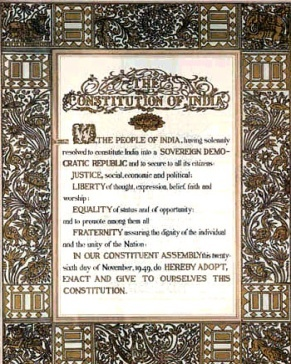 THE
CONSTITUTION OF INDIA
WE, THE PEOPLE OF INDIA, having solemnly
resolved to constitute India into a SOVEREIGN DEMO-
CRATIC REPUBLIC and to secure to all its citizens:
JUSTICE, social, economic and political;
LIBERTY of thought, expression, belief, faith and
worship;
EQUALITY of status and of opportunity;
and to promote among them all
FRATERNITY assuring the dignity of the individual
and the unity of the Nation;
IN OUR CONSTITUENT ASSEMBLY this twenty-
sixth day of November, 1949, do HEREBY ADOPT,
ENACT AND GIVE TO OURSELVES THIS
CONSTITUTION.